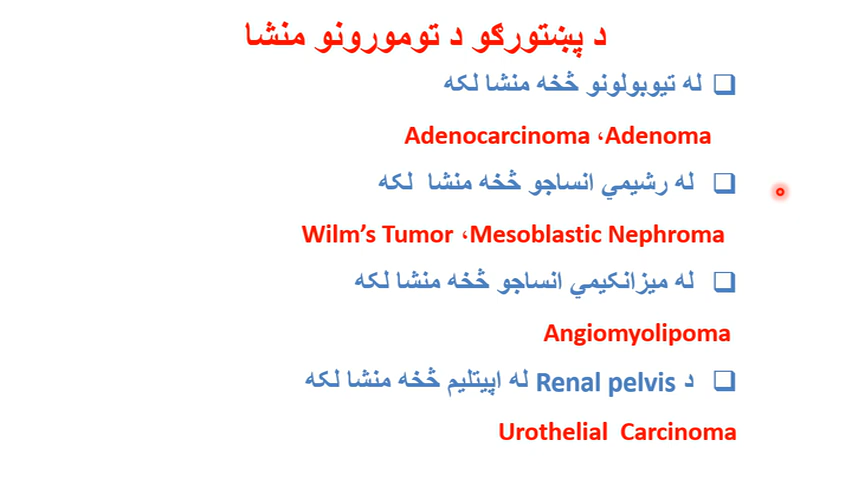 د پښتورګو د تومورونو منشا
له تیوبولونو څخه منشا لکه
Adenocarcinoma ،Adenoma
له رشیمي انساجو څخه منشا لکه
Wilm’s Tumor ،Mesoblastic Nephroma
له میزانکیمي انساجو څخه منشا لکه
Angiomyolipoma
د Renal pelvis له اپیتلیم څخه منشا لکه
Urothelial Carcinoma